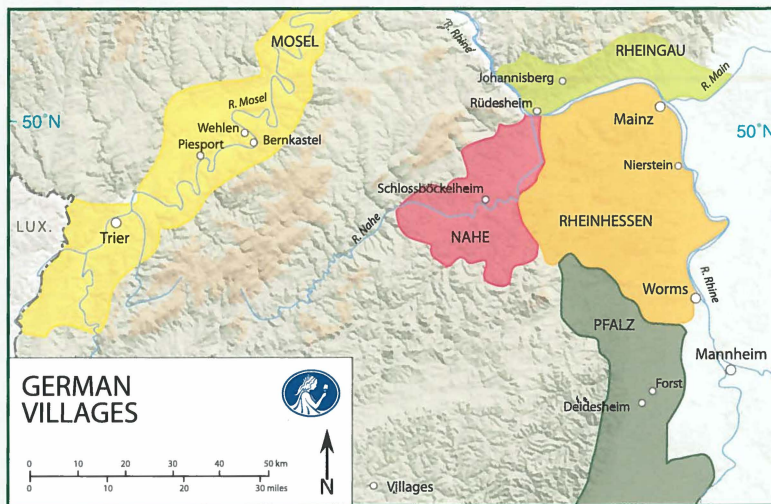 MOSEL
R. Rhine
RHEINGAU
Johannisberg
R. Main
R. Mosel
Rüdesheim
Mainz
50°N
50°N
Wehlen
Bernkastel
Piesport
Nierstein
Schlossböckelheim
LUX.
Trier
R. Nahe
NAHE
RHEINHESSEN
R. Rhine
Worms
PFALZ
Mannheim
Forst
Deidesheim
GERMAN
VILLAGES
0 10 20 30 40 50 km
0 10 20 30 miles
N
Villages